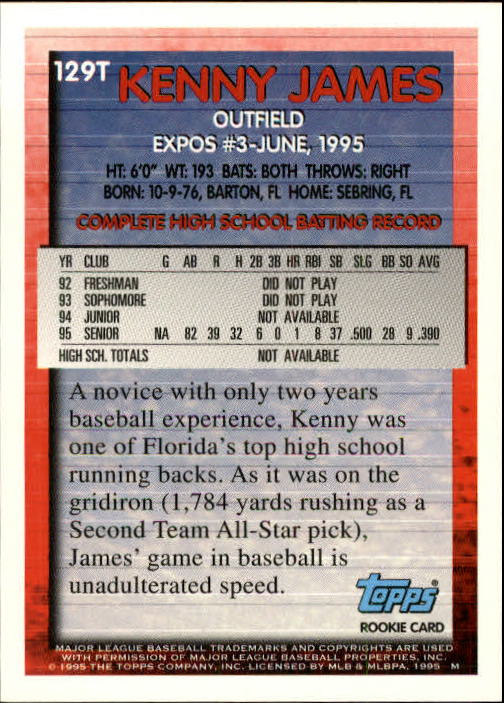 129T KENNY JAMES
OUTFIELD
EXPOS #3-JUNE, 1995
HT: 6'0" WT: 193 BATS: BOTH THROWS: RIGHT
BORN: 10-9-76, BARTON, FL HOME: SEBRING, FL
COMPLETE HIGH SCHOOL BATTING RECORD
YR CLUB G AB R H 2B 3B HR RBI SB SLG BB SO AVG
92 FRESHMAN DID NOT PLAY
93 SOPHOMORE DID NOT PLAY
94 JUNIOR NOT AVAILABLE
95 SENIOR NA 82 39 32 6 0 1 8 37 .500 28 9 .390
HIGH SCH. TOTALS NOT AVAILABLE
A novice with only two years
baseball experience, Kenny was
one of Florida's top high school
running backs. As it was on the
gridiron (1,784 yards rushing as a
Second Team All-Star pick),
James' game in baseball is
unadulterated speed.
topps®
ROOKIE CARD
MAJOR LEAGUE BASEBALL TRADEMARKS AND COPYRIGHTS ARE USED
WITH PERMISSION OF MAJOR LEAGUE BASEBALL PROPERTIES, INC.
© 1995 THE TOPPS COMPANY, INC. LICENSED BY MLB & MLBPA, 1995 M